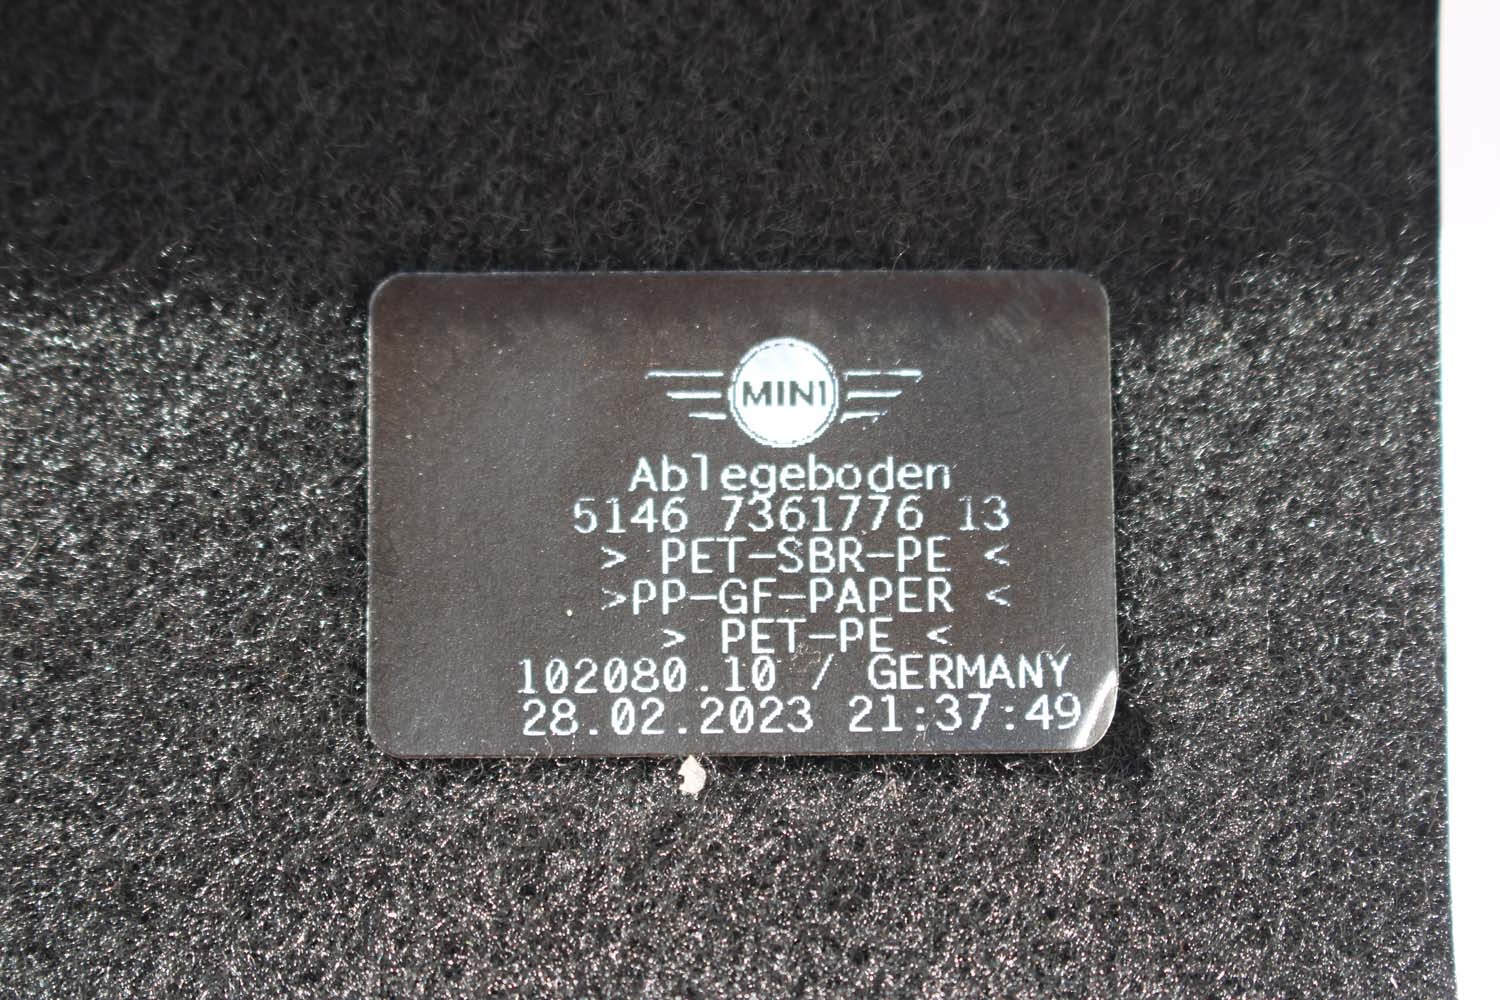 MINI
Ablegeboden
5146 7361776 13
> PET-SBR-PE <
>PP-GF-PAPER <
> PET-PE <
102080.10 / GERMANY
28.02.2023 21:37:49